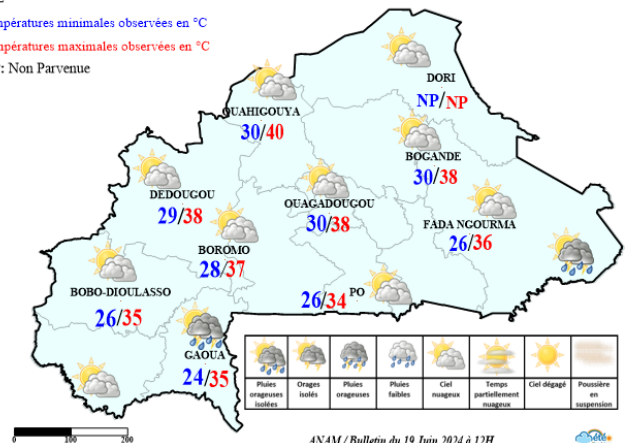 mpératures minimales observées en °C
mpératures maximales observées en °C
: Non Parvenue
DORI
NP/NP
OUAHIGOUYA
30/40
BOGANDE
30/38
DEDOUGOU
29/38
OUAGADOUGOU
30/38
FADA NGOURMA
26/36
BOROMO
28/37
BOBO-DIOULASSO
26/35
PO
26/34
GAOUA
24/35
Pluies orageuses isolées
Orages isolés
Pluies orageuses
Pluies faibles
Ciel nuageux
Temps partiellement nuageux
Ciel dégagé
Poussière en suspension
0 100 200
ANAM / Bulletin du 19 Juin 2024 à 12H
été